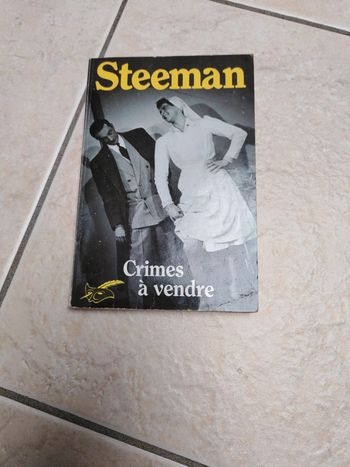 Steeman
Crimes
à vendre